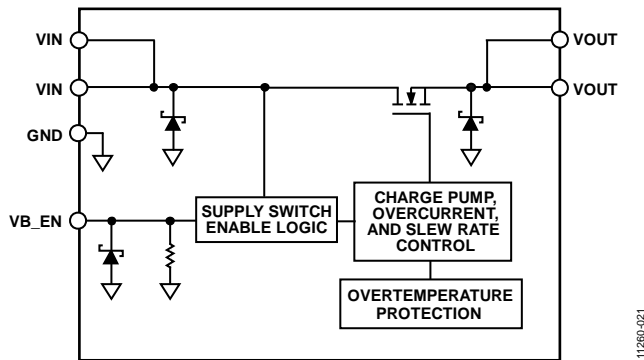 VIN
VOUT
VIN
VOUT
GND
VB_EN
SUPPLY SWITCH
ENABLE LOGIC
CHARGE PUMP,
OVERCURRENT,
AND SLEW RATE
CONTROL
OVERTEMPERATURE
PROTECTION
11260-021